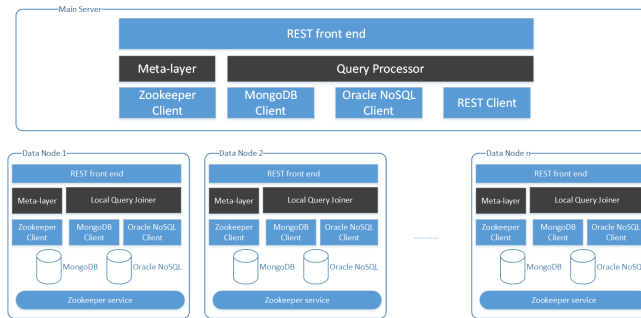 Main Server
REST front end
Meta-layer
Query Processor
Zookeeper
Client
MongoDB
Client
Oracle NoSQL
Client
REST Client
Data Node 1
REST front end
Meta-layer
Local Query Joiner
Zookeeper
Client
MongoDB
Client
Oracle NoSQL
Client
MongoDB
Oracle NoSQL
Zookeeper service
Data Node 2
REST front end
Meta-layer
Local Query Joiner
Zookeeper
Client
MongoDB
Client
Oracle NoSQL
Client
MongoDB
Oracle NoSQL
Zookeeper service
............
Data Node n
REST front end
Meta-layer
Local Query Joiner
Zookeeper
Client
MongoDB
Client
Oracle NoSQL
Client
MongoDB
Oracle NoSQL
Zookeeper service